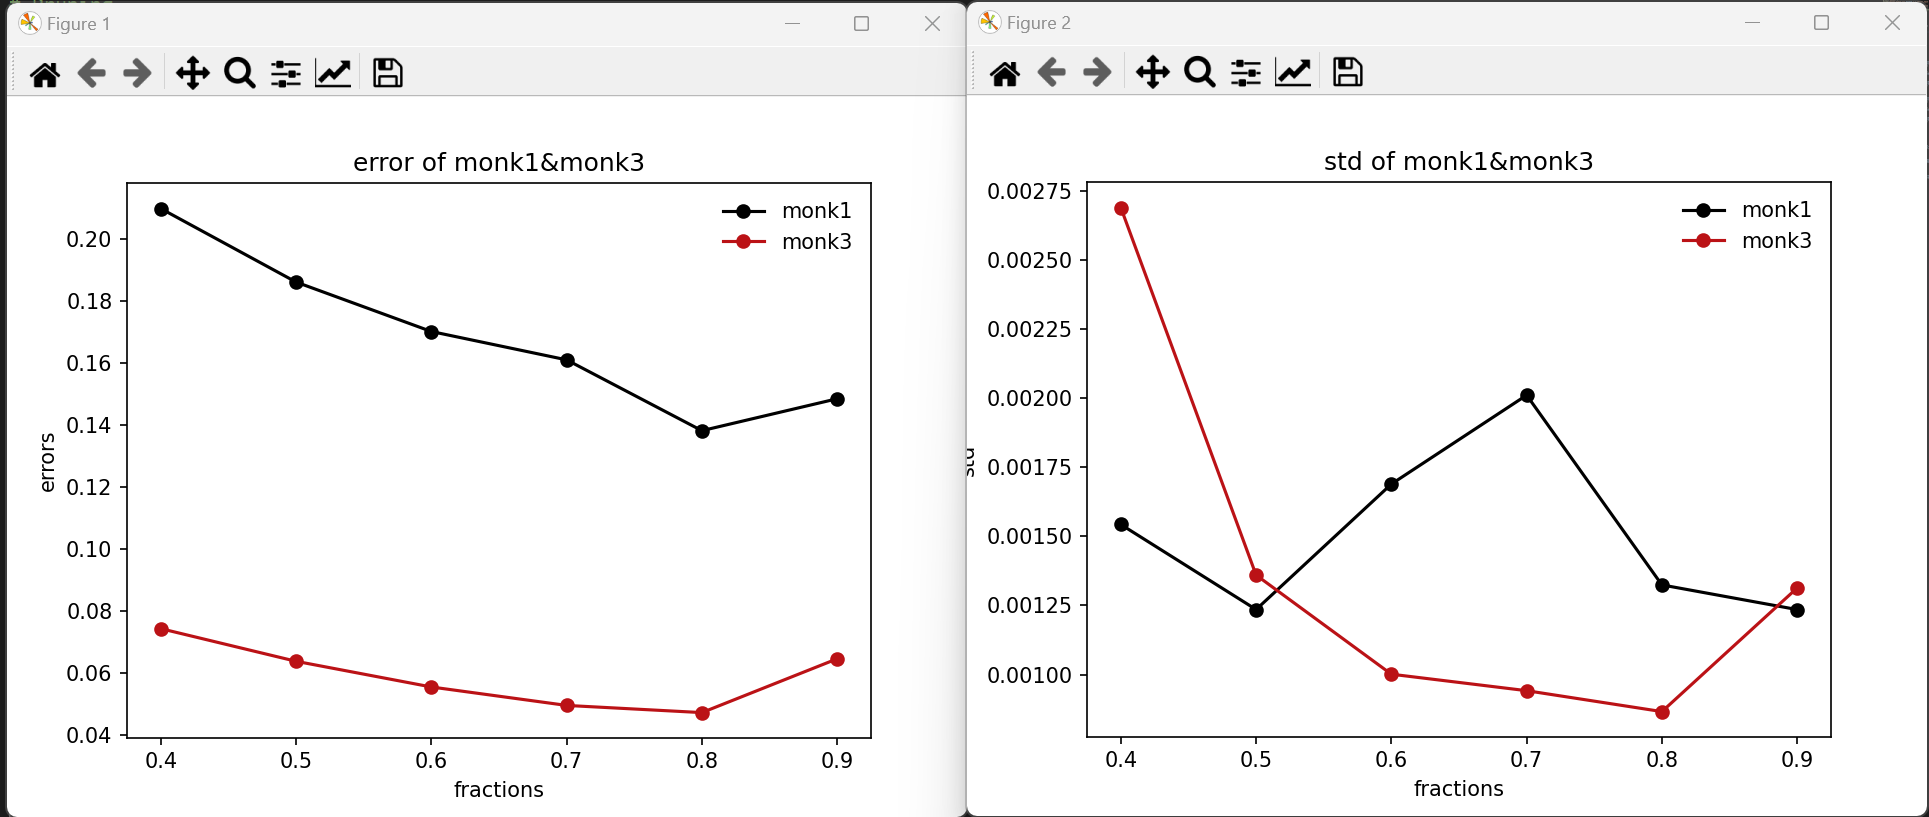 Figure 1
error of monk1&monk3
monk1
monk3
0.20
0.18
0.16
0.14
0.12
0.10
0.08
0.06
0.04
errors
0.4 0.5 0.6 0.7 0.8 0.9
fractions
Figure 2
std of monk1&monk3
monk1
monk3
0.00275
0.00250
0.00225
0.00200
0.00175
0.00150
0.00125
0.00100
std
0.4 0.5 0.6 0.7 0.8 0.9
fractions